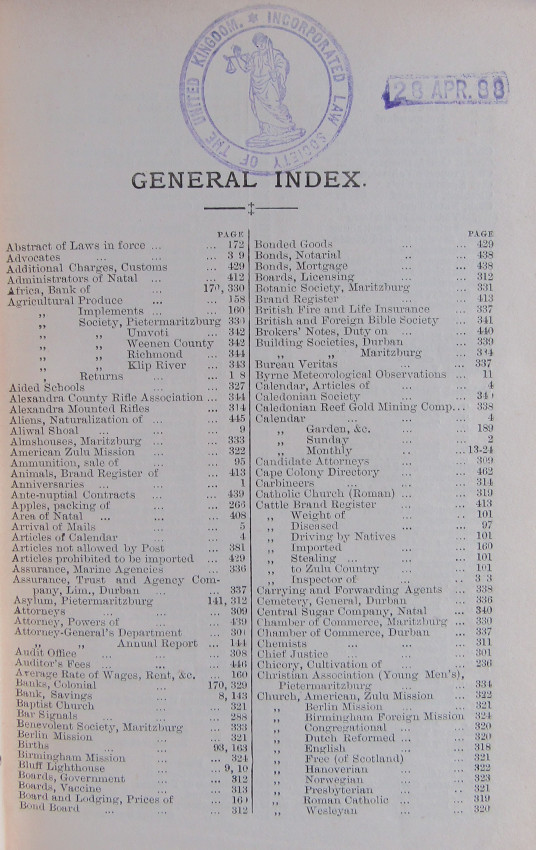 INCORPORATED LAW SOCIETY OF THE UNITED KINGDOM.
28 APR. 88
GENERAL INDEX.
PAGE
Abstract of Laws in force ... ... 172
Advocates ... ... 3 9
Additional Charges, Customs ... 429
Administrators of Natal ... ... 412
Africa, Bank of ... 170, 330
Agricultural Produce ... ... 158
„ Implements ... ... 160
„ Society, Pietermaritzburg 330
„ „ Umvoti ... 342
„ „ Weenen County 342
„ „ Richmond ... 344
„ „ Klip River ... 343
„ Returns ... ... 1 8
Aided Schools ... ... 327
Alexandra County Rifle Association ... 344
Alexandra Mounted Rifles ... 314
Aliens, Naturalization of ... ... 445
Aliwal Shoal ... ... 9
Almshouses, Maritzburg ... ... 333
American Zulu Mission ... ... 322
Ammunition, sale of ... ... 95
Animals, Brand Register of ... 413
Anniversaries ... ... 1
Ante-nuptial Contracts ... ... 439
Apples, packing of ... ... 266
Area of Natal ... ... ... 408
Arrival of Mails ... ... 5
Articles of Calendar ... ... 4
Articles not allowed by Post ... 381
Articles prohibited to be imported ... 429
Assurance, Marine Agencies ... 336
Assurance, Trust and Agency Com-
pany, Lim., Durban ... ... 337
Asylum, Pietermaritzburg 141, 312
Attorneys ... ... 309
Attorney, Powers of ... ... 439
Attorney-General's Department ... 301
„ „ Annual Report ... 144
Audit Office ... ... ... 308
Auditor's Fees ... ... ... 446
Average Rate of Wages, Rent, &c. ... 160
Banks, Colonial ... 170, 329
Bank, Savings ... 8, 143
Baptist Church ... ... 321
Bar Signals ... ... ... 288
Benevolent Society, Maritzburg ... 333
Berlin Mission ... ... 321
Births ... ... 93, 163
Birmingham Mission ... ... 324
Bluff Lighthouse ... ... 9, 10
Boards, Government ... ... 312
Boards, Vaccine ... ... 313
Board and Lodging, Prices of ... 160
Bond Board ... ... ... 312
PAGE
Bonded Goods ... ... 429
Bonds, Notarial ... ... 438
Bonds, Mortgage ... ... 438
Boards, Licensing ... ... 312
Botanic Society, Maritzburg ... 331
Brand Register ... ... 413
British Fire and Life Insurance ... 337
British and Foreign Bible Society ... 341
Brokers' Notes, Duty on ... ... 440
Building Societies, Durban ... 339
„ „ Maritzburg ... 334
Bureau Veritas ... ... 337
Byrne Meteorological Observations ... 11
Calendar, Articles of ... ... 4
Caledonian Society ... ... 340
Caledonian Reef Gold Mining Comp... 338
Calendar ... ... ... 4
„ Garden, &c. ... ... 189
„ Sunday ... ... 2
„ Monthly ... ... 13-24
Candidate Attorneys ... ... 309
Cape Colony Directory ... ... 462
Carbineers ... ... ... 314
Catholic Church (Roman) ... ... 319
Cattle Brand Register ... ... 413
„ Weight of ... ... 101
„ Diseased ... ... 97
„ Driving by Natives ... 101
„ Imported ... ... 169
„ Stealing ... ... ... 101
„ to Zulu Country ... ... 101
„ Inspector of ... ... 3 3
Carrying and Forwarding Agents ... 338
Cemetery, General, Durban ... 336
Central Sugar Company, Natal ... 340
Chamber of Commerce, Maritzburg ... 330
Chamber of Commerce, Durban ... 337
Chemists ... ... ... 311
Chief Justice ... ... ... 301
Chicory, Cultivation of ... ... 236
Christian Association (Young Men's),
Pietermaritzburg ... ... 334
Church, American, Zulu Mission ... 322
„ Berlin Mission ... ... 321
„ Birmingham Foreign Mission 324
„ Congregational ... ... 320
„ Dutch Reformed ... ... 320
„ English ... ... 318
„ Free (of Scotland) ... 321
„ Hanoverian ... ... 322
„ Norwegian ... ... 323
„ Presbyterian ... ... 321
„ Roman Catholic ... ... 319
„ Wesleyan ... ... 320